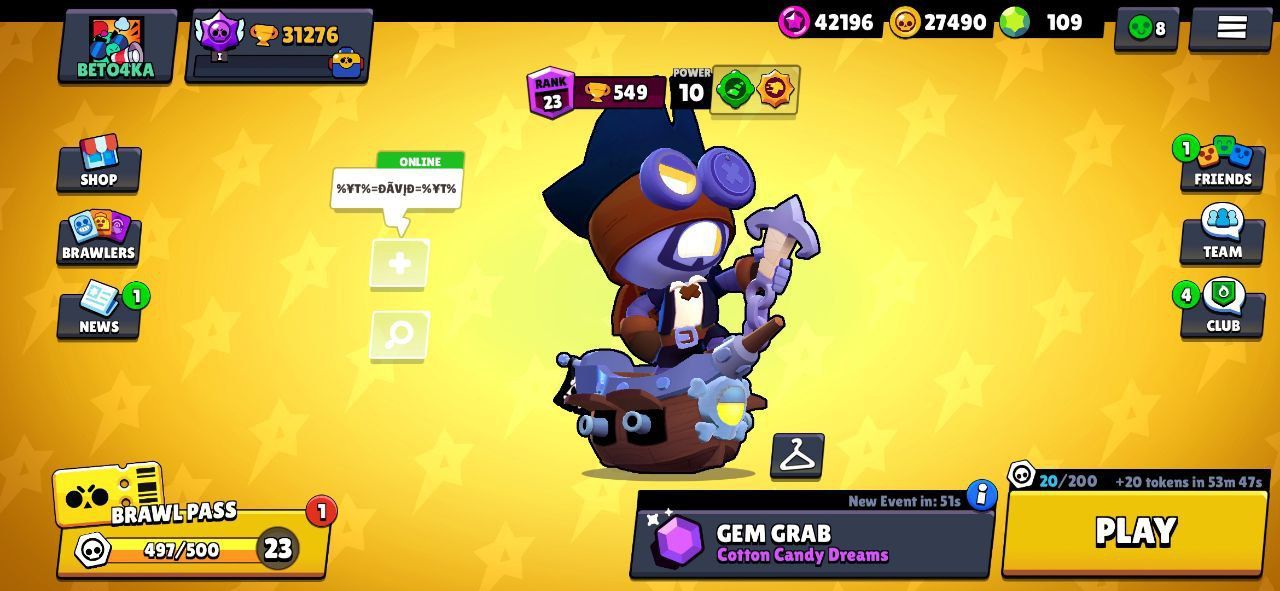 BETO4KA
I
31276
42196
27490
109
8
RANK
23
549
POWER
10
SHOP
BRAWLERS
NEWS
1
ONLINE
%¥T%=ÐÃV¡Ð=%¥T%
1
FRIENDS
TEAM
4
CLUB
BRAWL PASS
1
497/500
23
New Event in: 51s
i
GEM GRAB
Cotton Candy Dreams
20/200
+20 tokens in 53m 47s
PLAY